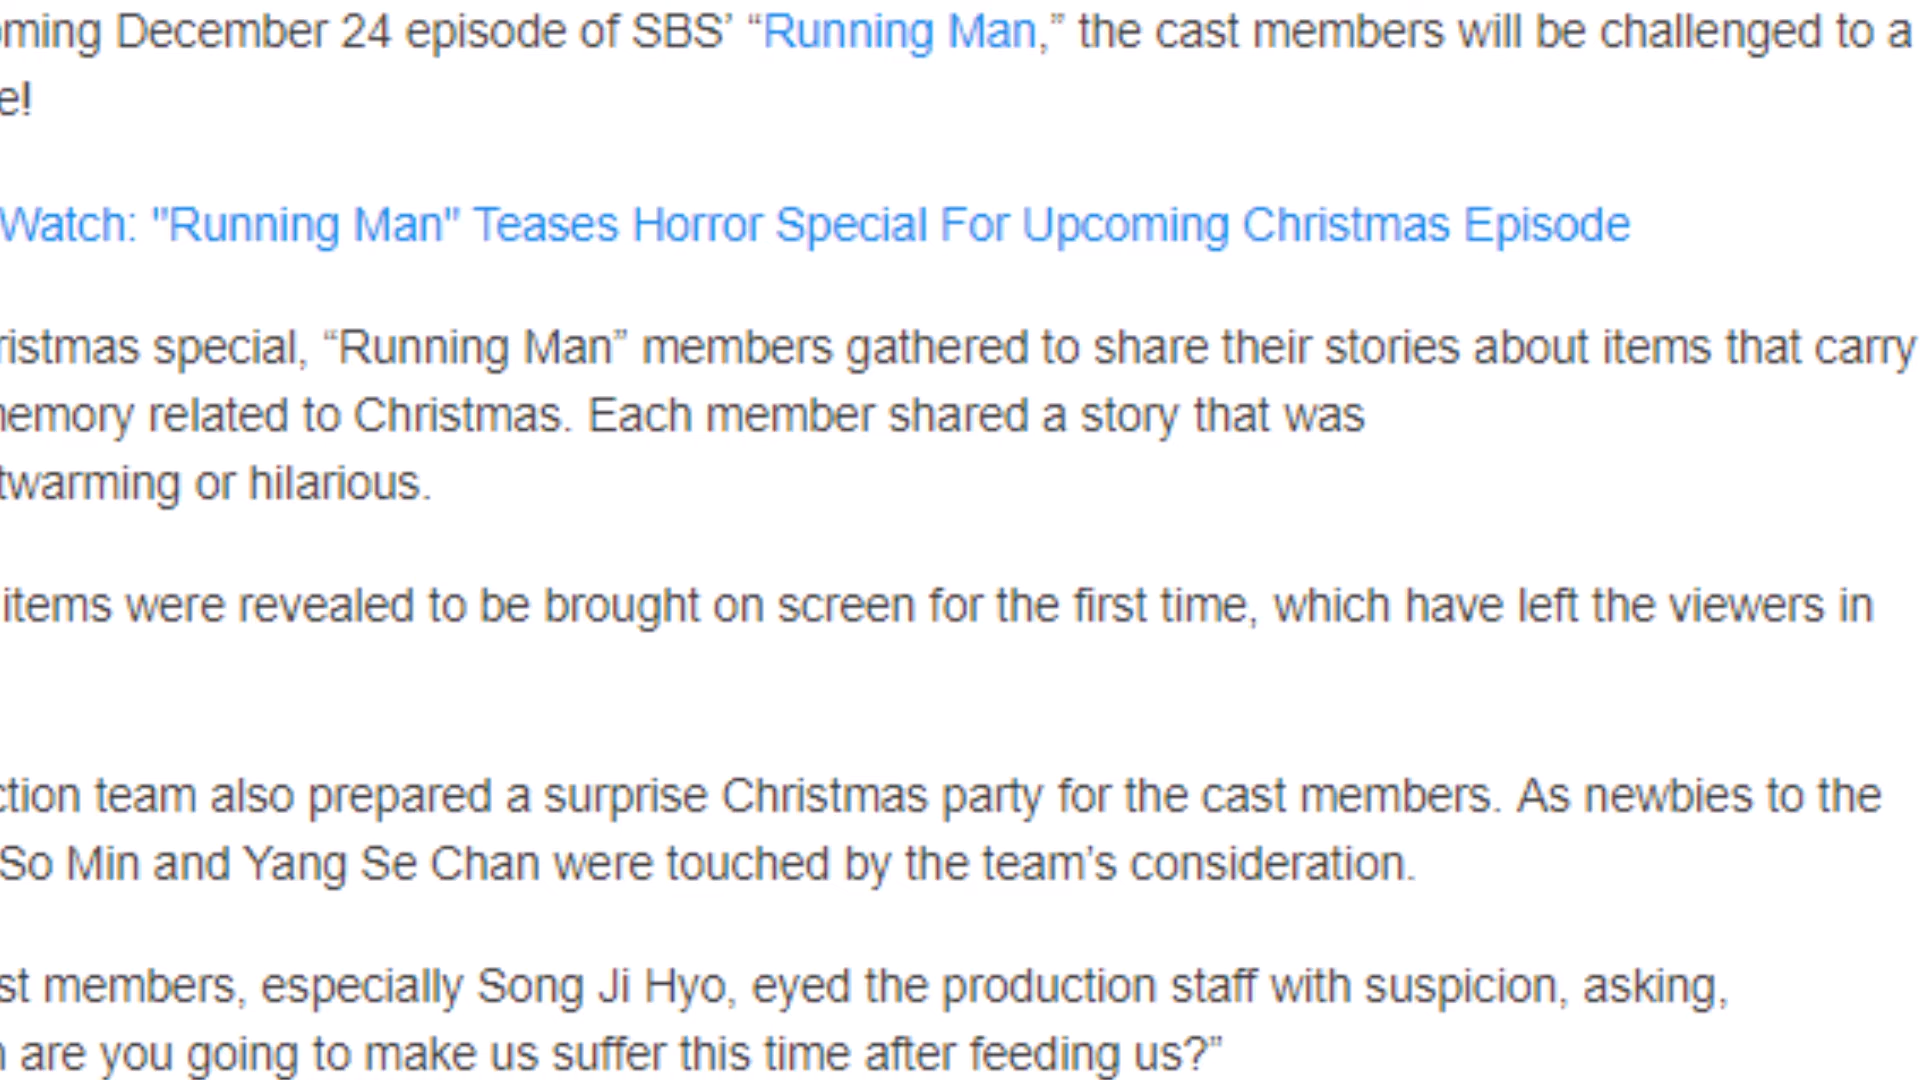 oming December 24 episode of SBS’ “Running Man,” the cast members will be challenged to a
e!
Watch: "Running Man" Teases Horror Special For Upcoming Christmas Episode
ristmas special, “Running Man” members gathered to share their stories about items that carry
emory related to Christmas. Each member shared a story that was
twarming or hilarious.
items were revealed to be brought on screen for the first time, which have left the viewers in
ction team also prepared a surprise Christmas party for the cast members. As newbies to the
So Min and Yang Se Chan were touched by the team’s consideration.
st members, especially Song Ji Hyo, eyed the production staff with suspicion, asking,
are you going to make us suffer this time after feeding us?”